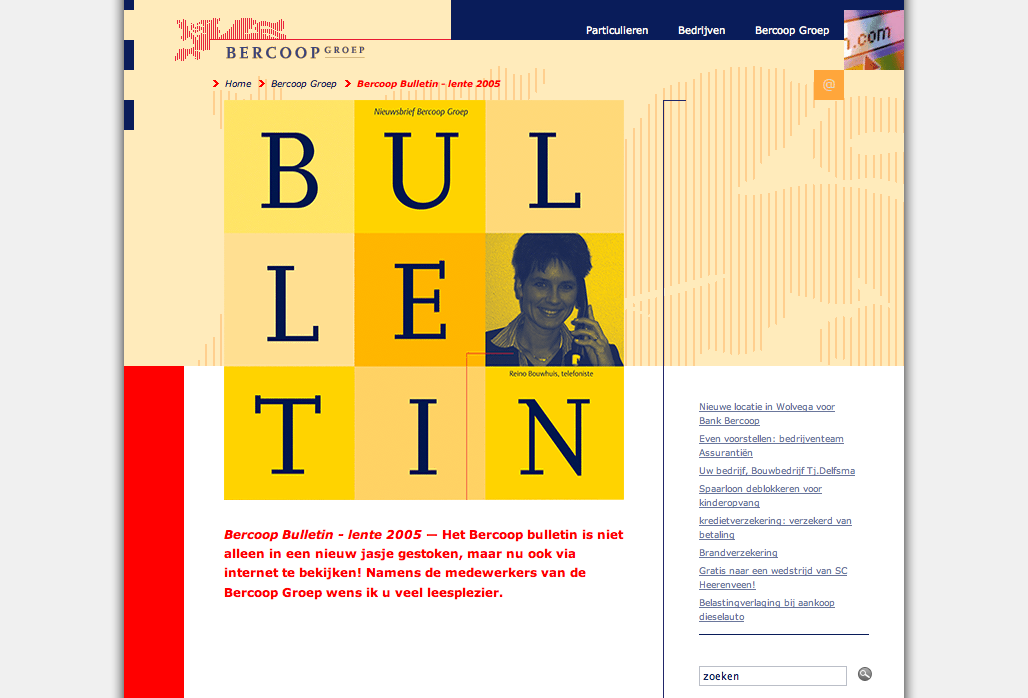 Particulieren Bedrijven Bercoop Groep
n.com
BERCOOP GROEP
Home Bercoop Groep Bercoop Bulletin - lente 2005
@
Nieuwsbrief Bercoop Groep
B U L
L E
Reino Bouwhuis, telefoniste
T I N
Nieuwe locatie in Wolvega voor
Bank Bercoop
Even voorstellen: bedrijventeam
Assurantiën
Uw bedrijf, Bouwbedrijf Tj.Delfsma
Spaarloon deblokkeren voor
kinderopvang
kredietverzekering: verzekerd van
betaling
Brandverzekering
Gratis naar een wedstrijd van SC
Heerenveen!
Belastingverlaging bij aankoop
dieselauto
Bercoop Bulletin - lente 2005 — Het Bercoop bulletin is niet
alleen in een nieuw jasje gestoken, maar nu ook via
internet te bekijken! Namens de medewerkers van de
Bercoop Groep wens ik u veel leesplezier.
zoeken